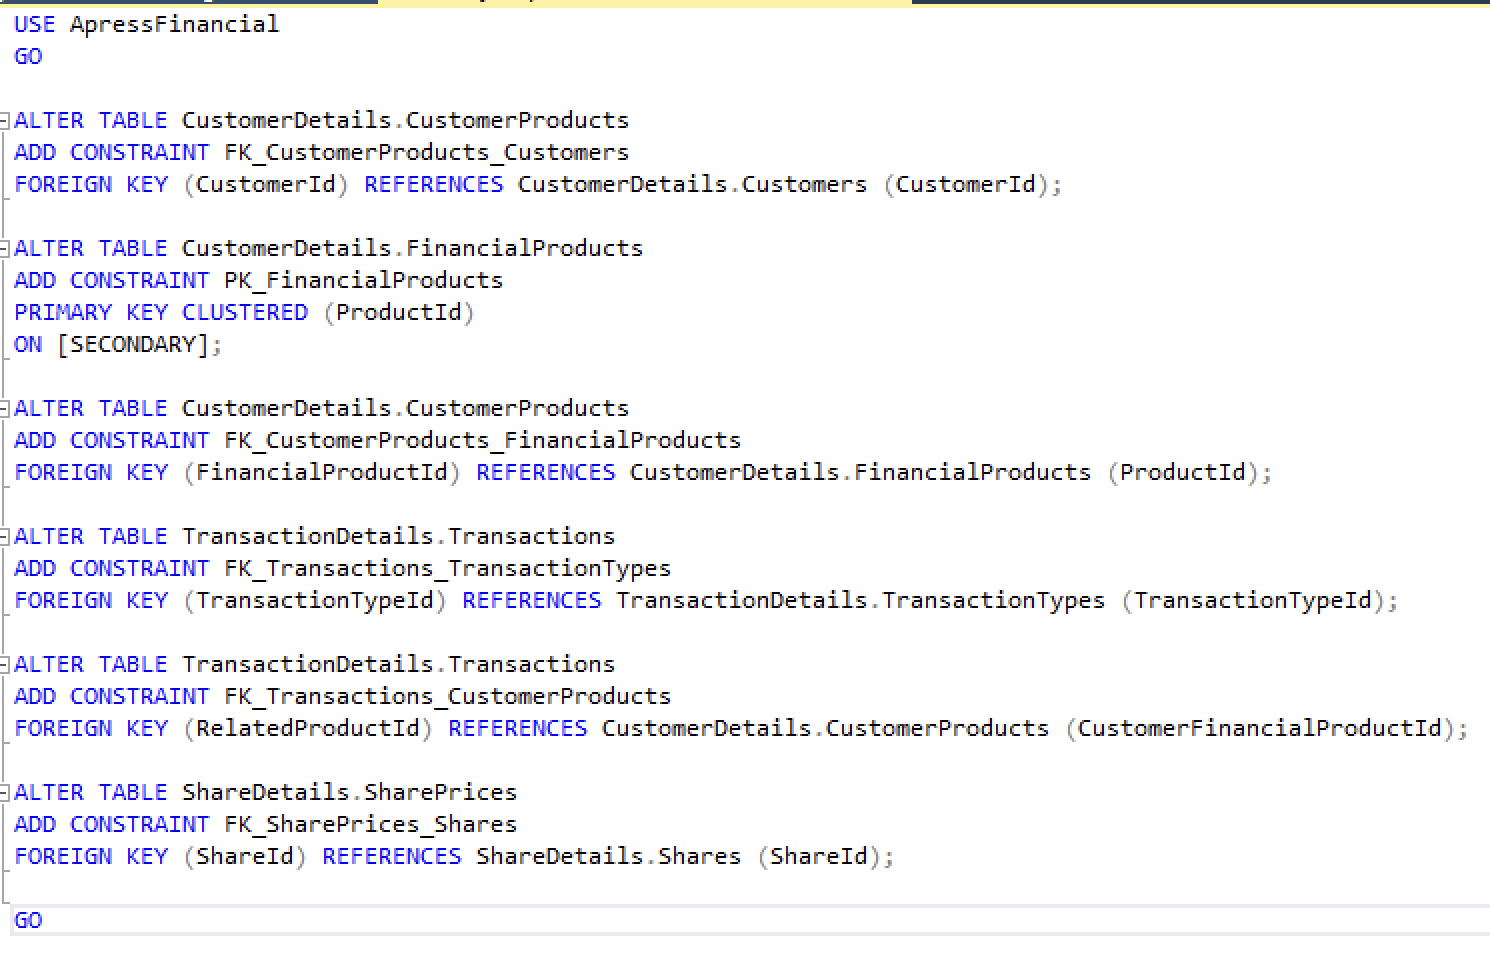 USE ApressFinancial
GO
ALTER TABLE CustomerDetails.CustomerProducts
ADD CONSTRAINT FK_CustomerProducts_Customers
FOREIGN KEY (CustomerId) REFERENCES CustomerDetails.Customers (CustomerId);
ALTER TABLE CustomerDetails.FinancialProducts
ADD CONSTRAINT PK_FinancialProducts
PRIMARY KEY CLUSTERED (ProductId)
ON [SECONDARY];
ALTER TABLE CustomerDetails.CustomerProducts
ADD CONSTRAINT FK_CustomerProducts_FinancialProducts
FOREIGN KEY (FinancialProductId) REFERENCES CustomerDetails.FinancialProducts (ProductId);
ALTER TABLE TransactionDetails.Transactions
ADD CONSTRAINT FK_Transactions_TransactionTypes
FOREIGN KEY (TransactionTypeId) REFERENCES TransactionDetails.TransactionTypes (TransactionTypeId);
ALTER TABLE TransactionDetails.Transactions
ADD CONSTRAINT FK_Transactions_CustomerProducts
FOREIGN KEY (RelatedProductId) REFERENCES CustomerDetails.CustomerProducts (CustomerFinancialProductId);
ALTER TABLE ShareDetails.SharePrices
ADD CONSTRAINT FK_SharePrices_Shares
FOREIGN KEY (ShareId) REFERENCES ShareDetails.Shares (ShareId);
GO